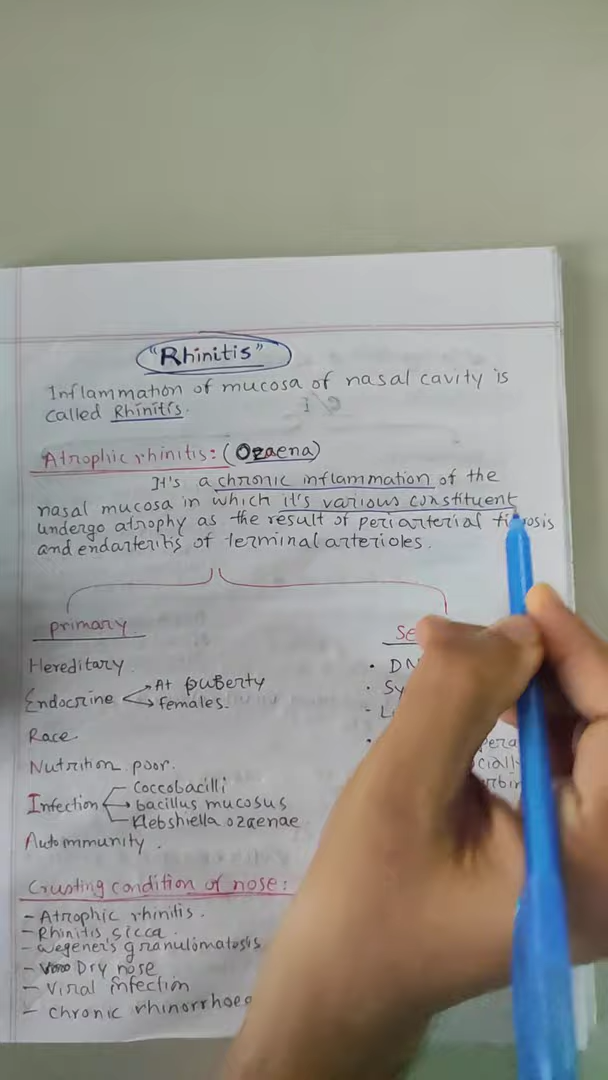 "Rhinitis"
Inflammation of mucosa of nasal cavity is
called Rhinitis.
Atrophic rhinitis: (Ozaena)
It's a chronic inflammation of the
nasal mucosa in which it's various constituent
undergo atrophy as the result of periarterial
and endarteritis of terminal arterioles.
primary
Hereditary
Endocrine At puberty
females.
Race
Nutrition poor.
Infection Coccobacilli
bacillus mucosus
Klebshiella ozaenae
Autoimmunity.
Crusting condition of nose:
- Atrophic rhinitis.
- Rhinitis sicca.
- wegener's granulomatosis
- Dry nose
- viral infection
- chronic